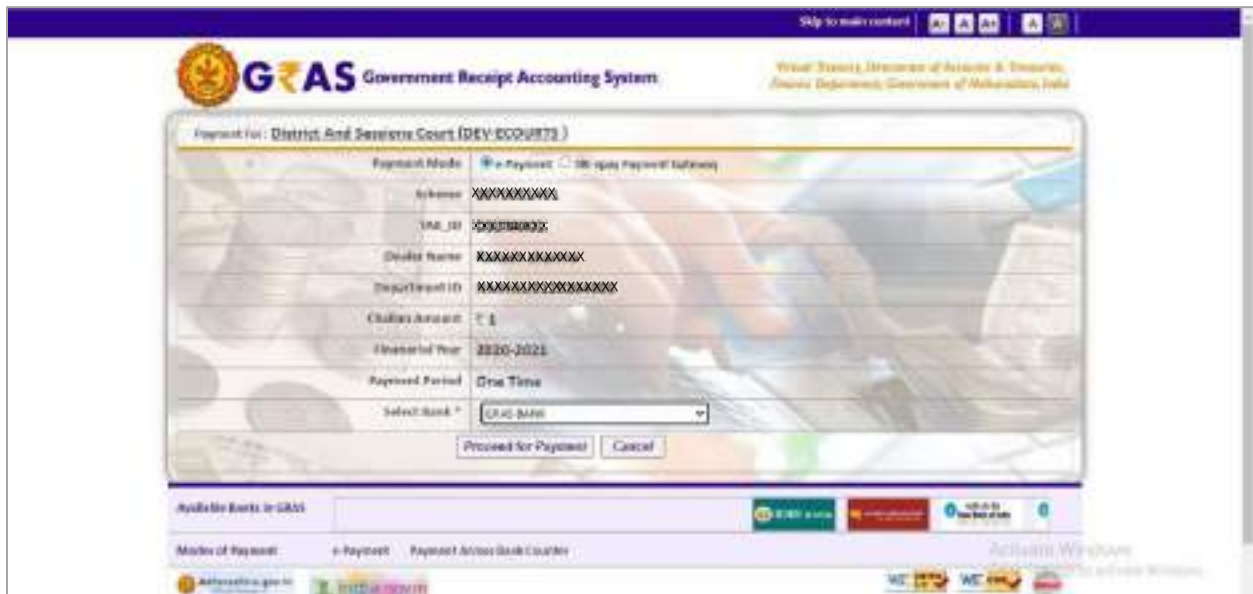 Skip to main content A- A A+ A A
GRAS Government Receipt Accounting System
Virtual Treasury, Directorate of Accounts & Treasuries,
Finance Department, Government of Maharashtra, India
Payment For: District And Sessions Court (DEV-ECOURTS )
Payment Mode e-Payment SBI epay Payment Gateway
Scheme XXXXXXXXXX
Dealer Name XXXXXXXXXXXXX
Department ID XXXXXXXXXXXXXXXXX
Challan Amount ₹ 1
Financial Year 2020-2021
Payment Period One Time
Select Bank * GRAS BANK
Proceed for Payment Cancel
Available Banks in GRAS IDBI BANK
Modes of Payment e-Payment Payment Across Bank Counter
Activate Windows